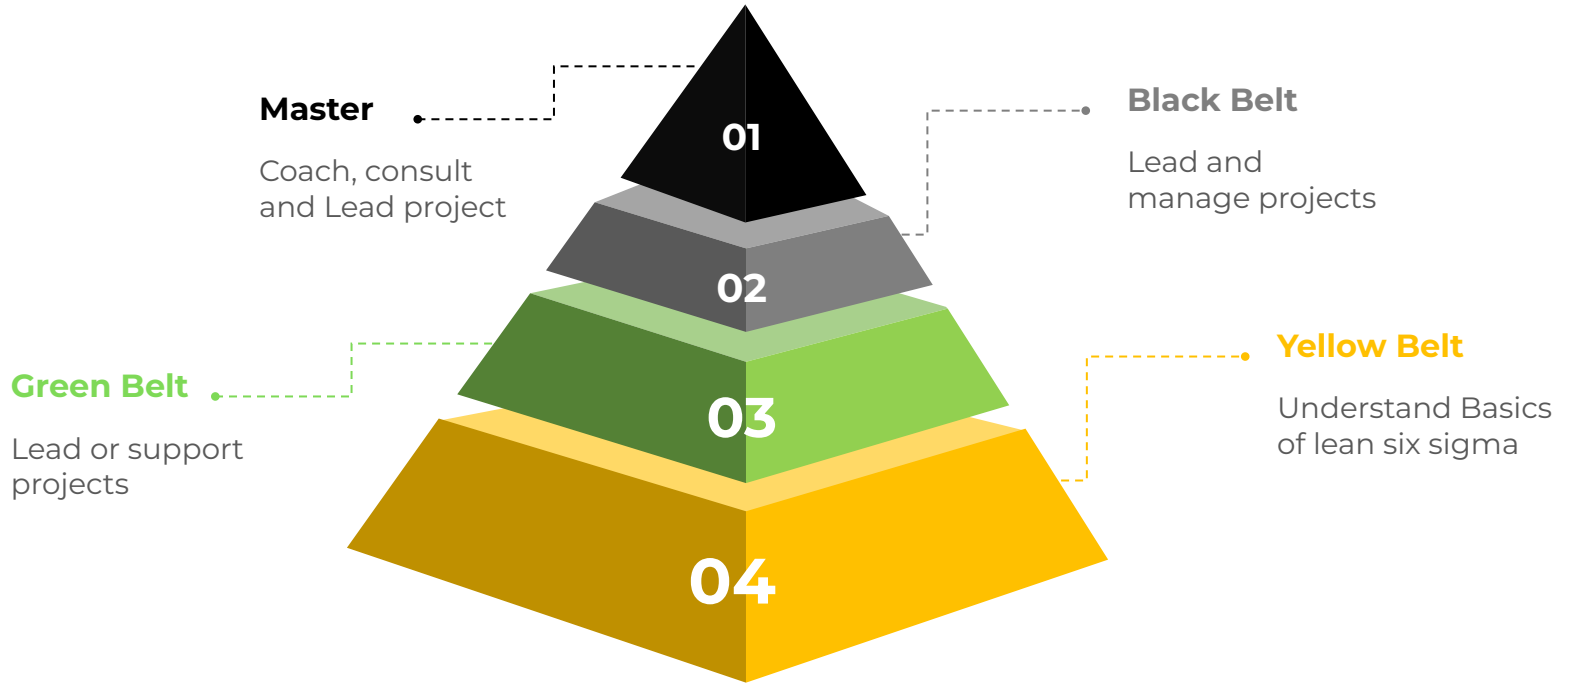 Master
Coach, consult
and Lead project
01
Black Belt
Lead and
manage projects
02
Green Belt
Lead or support
projects
03
Yellow Belt
Understand Basics
of lean six sigma
04